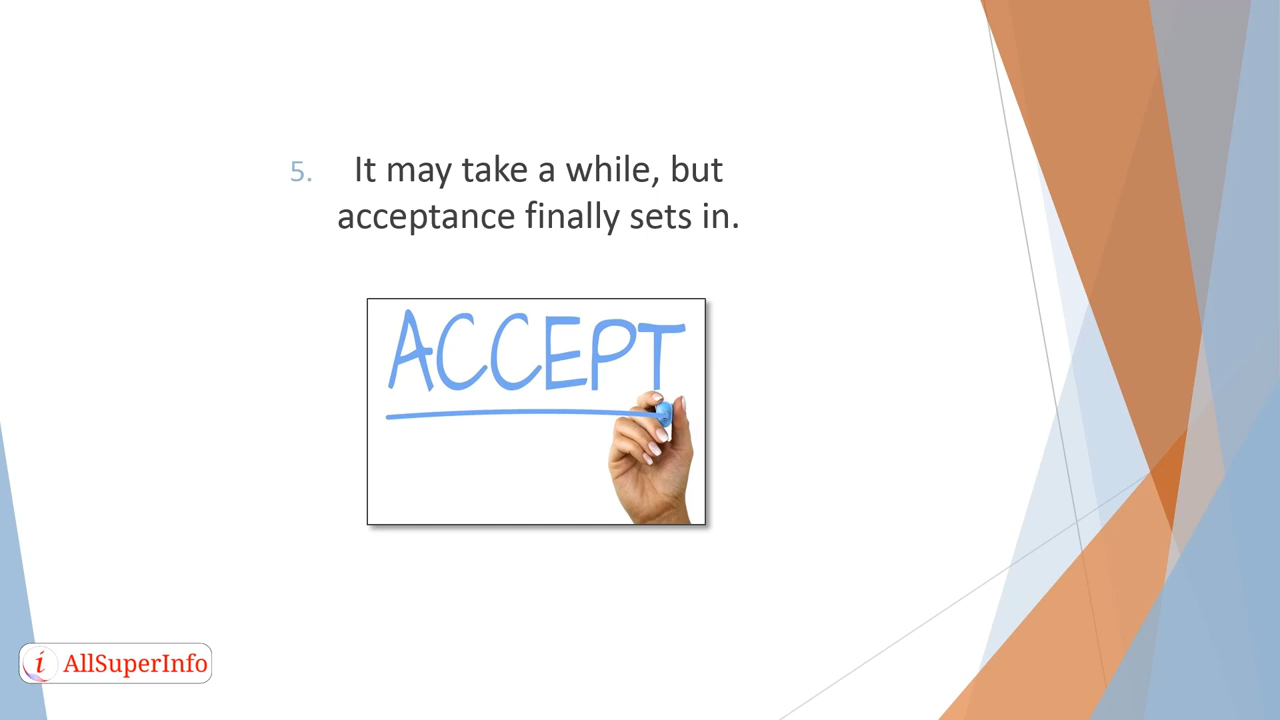 5. It may take a while, but
acceptance finally sets in.
ACCEPT
i AllSuperInfo